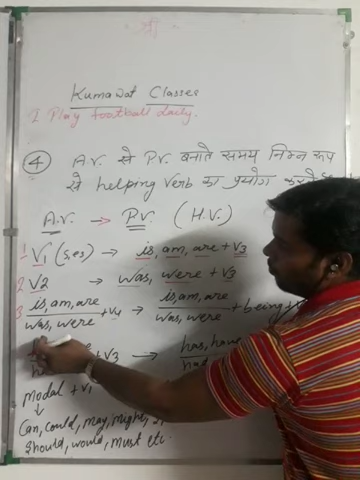 श्री
Kumawat Classes
I Play football daily.
④ A.V. से P.V. बनाते समय निम्न रूप
से helping Verb का प्रयोग करते
A.V. → P.V. (H.V.)
1 V1 (s,es) → is, am, are + V3
2 V2 → was, were + V3
3 is, am, are / was, were + V4 → is, am, are / was, were + being +
+ V3 → has, have
had
Modal + V1
↓
Can, could, may, might,
Should, would, must etc.